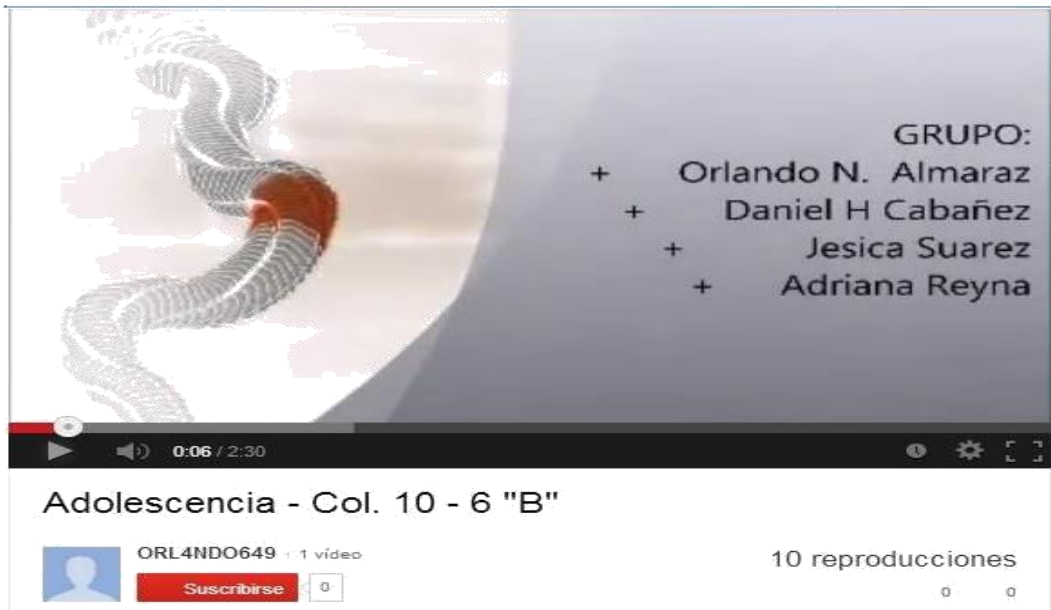 GRUPO:
+ Orlando N. Almaraz
+ Daniel H Cabañez
+ Jesica Suarez
+ Adriana Reyna
0:06 / 2:30
Adolescencia - Col. 10 - 6 "B"
ORL4NDO649 · 1 vídeo
10 reproducciones
Suscribirse 0
0 0